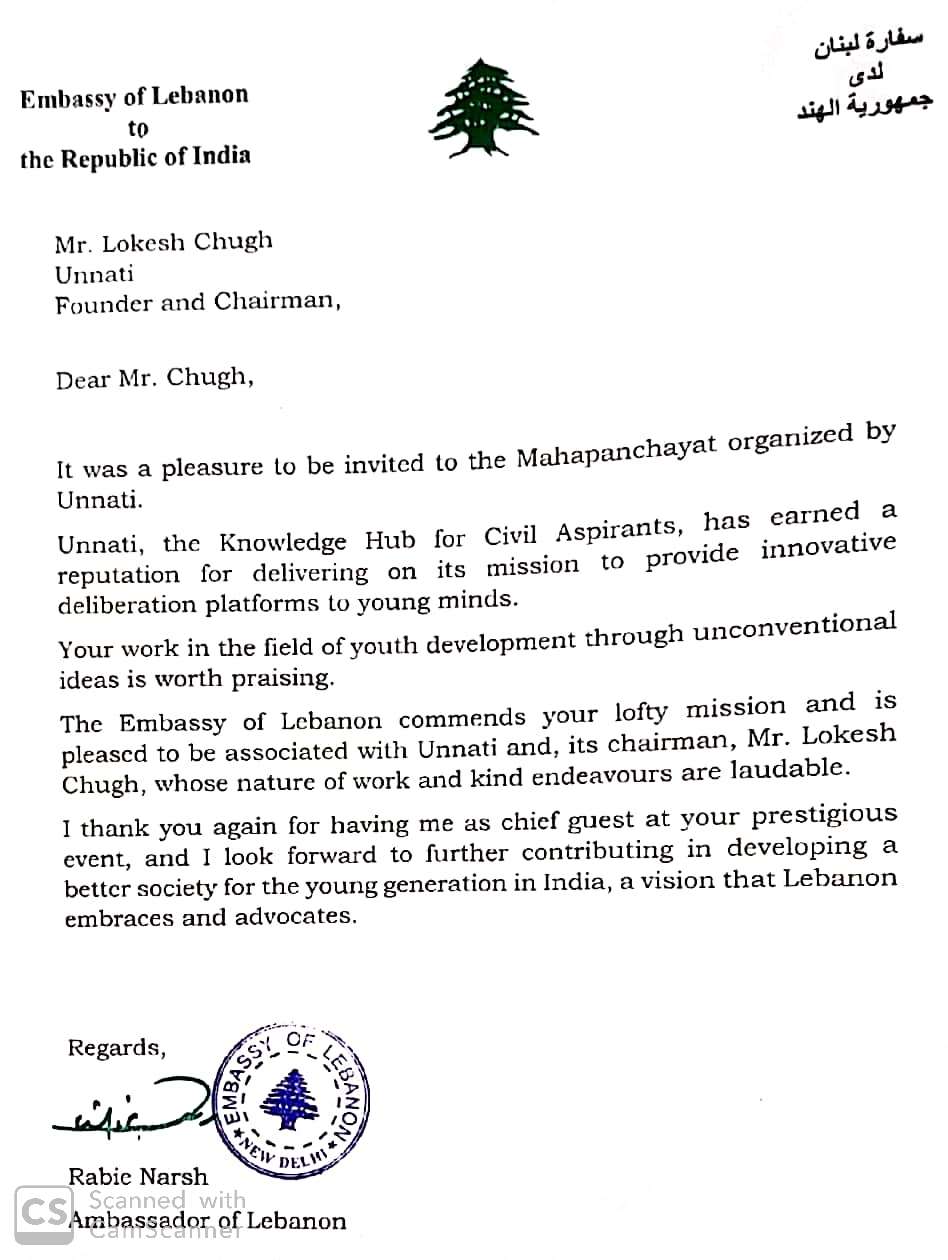 Embassy of Lebanon
to
the Republic of India
سفارة لبنان
لدى
جمهورية الهند
Mr. Lokesh Chugh
Unnati
Founder and Chairman,
Dear Mr. Chugh,
It was a pleasure to be invited to the Mahapanchayat organized by
Unnati.
Unnati, the Knowledge Hub for Civil Aspirants, has earned a
reputation for delivering on its mission to provide innovative
deliberation platforms to young minds.
Your work in the field of youth development through unconventional
ideas is worth praising.
The Embassy of Lebanon commends your lofty mission and is
pleased to be associated with Unnati and, its chairman, Mr. Lokesh
Chugh, whose nature of work and kind endeavours are laudable.
I thank you again for having me as chief guest at your prestigious
event, and I look forward to further contributing in developing a
better society for the young generation in India, a vision that Lebanon
embraces and advocates.
Regards,
EMBASSY OF LEBANON
NEW DELHI
Rabie Narsh
Ambassador of Lebanon
CS
Scanned with
CamScanner